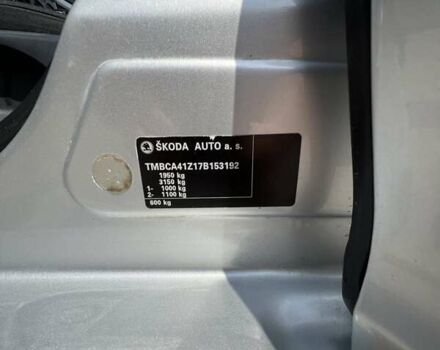 ŠKODA AUTO a. s.
TMBCA41Z17B153192
1950 kg
3150 kg
1- 1000 kg
2- 1100 kg
600 kg